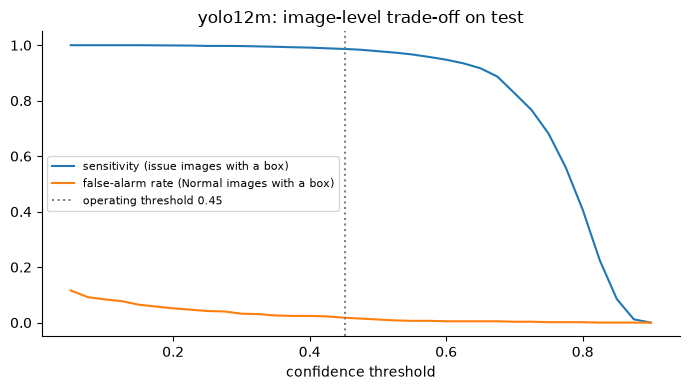 yolo12m: image-level trade-off on test
1.0
0.8
0.6
0.4
0.2
0.0
sensitivity (issue images with a box)
false-alarm rate (Normal images with a box)
operating threshold 0.45
0.2 0.4 0.6 0.8
confidence threshold